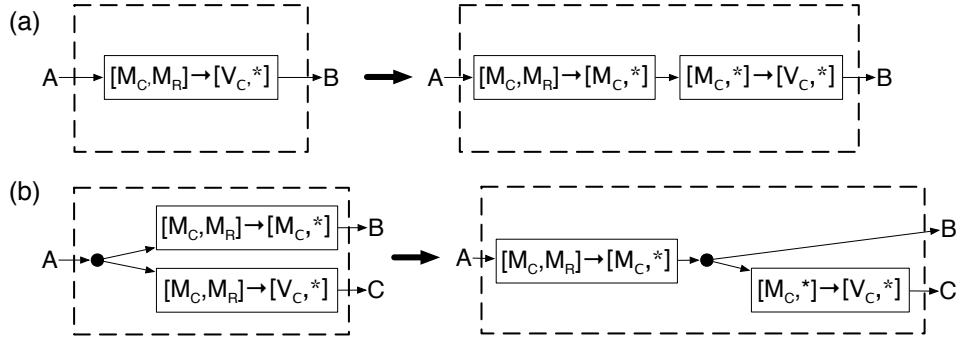 (a)
A [M_C,M_R]→[V_C,*] B
A [M_C,M_R]→[M_C,*] [M_C,*]→[V_C,*] B
(b)
A [M_C,M_R]→[M_C,*] B
[M_C,M_R]→[V_C,*] C
A [M_C,M_R]→[M_C,*] B
[M_C,*]→[V_C,*] C